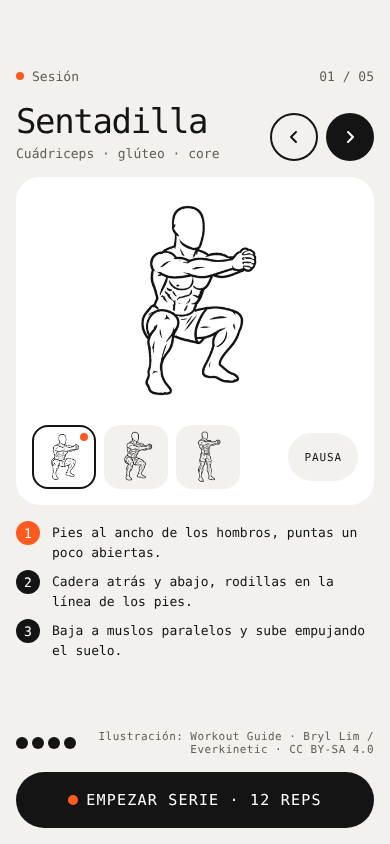 Sesión
01 / 05
Sentadilla
Cuádriceps · glúteo · core
PAUSA
1 Pies al ancho de los hombros, puntas un
poco abiertas.
2 Cadera atrás y abajo, rodillas en la
línea de los pies.
3 Baja a muslos paralelos y sube empujando
el suelo.
Ilustración: Workout Guide · Bryl Lim /
Everkinetic · CC BY-SA 4.0
EMPEZAR SERIE · 12 REPS